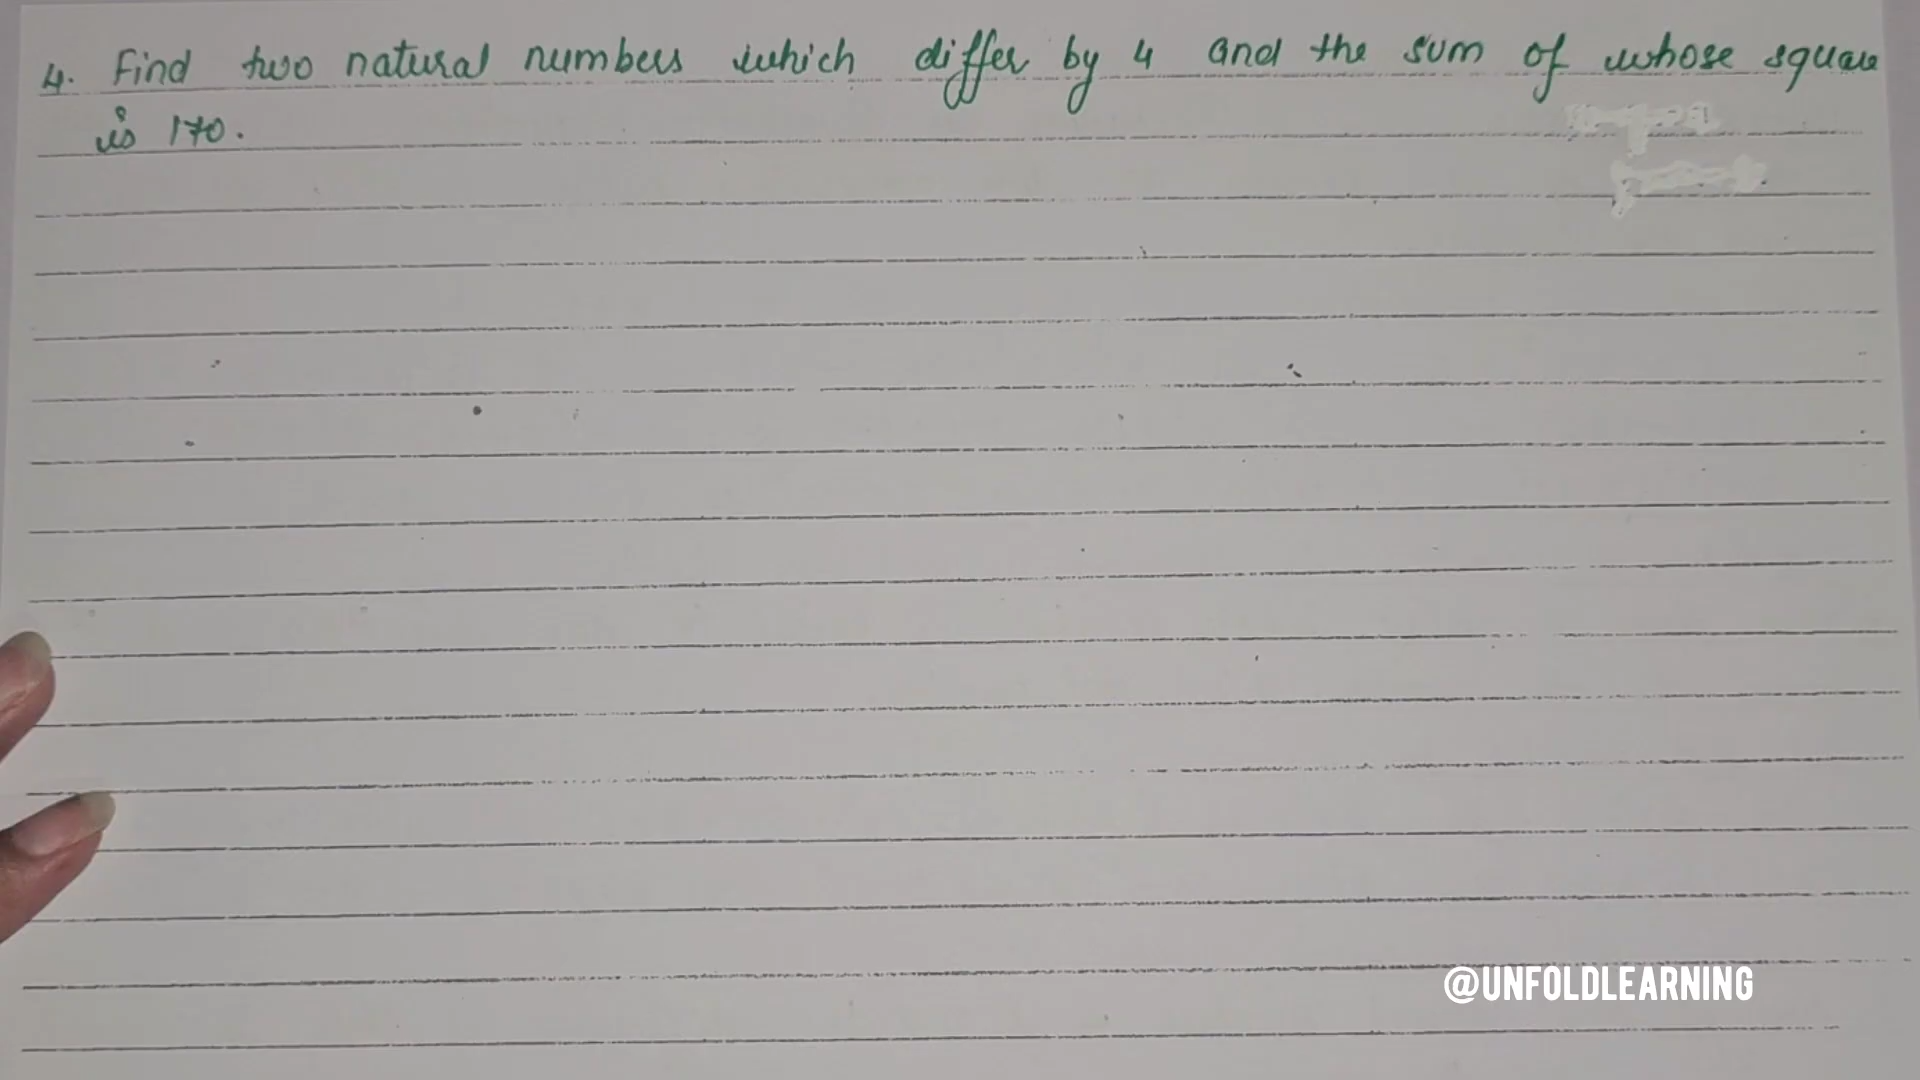 4. Find two natural numbers which differ by 4 and the sum of whose square
is 170.
@UNFOLDLEARNING